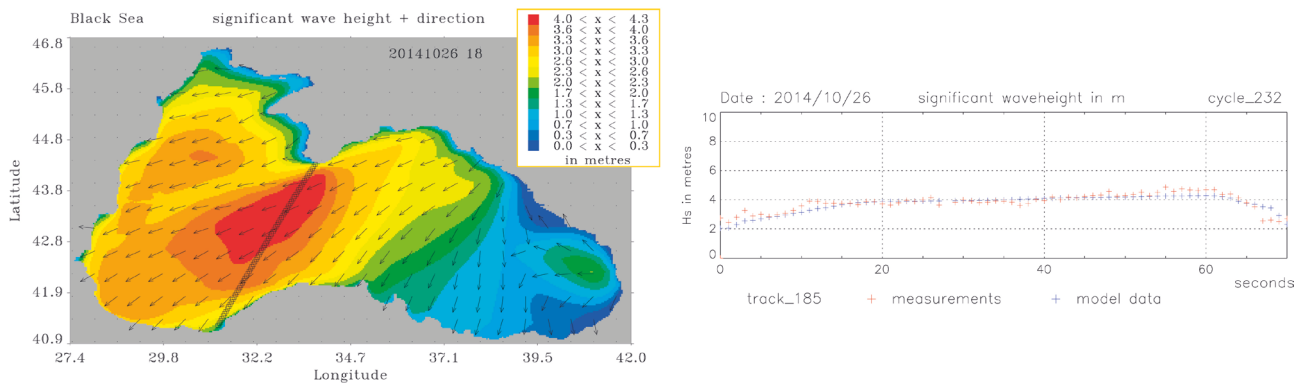 Black Sea significant wave height + direction
20141026 18
4.0 < x < 4.3
3.6 < x < 4.0
3.3 < x < 3.6
3.0 < x < 3.3
2.6 < x < 3.0
2.3 < x < 2.6
2.0 < x < 2.3
1.7 < x < 2.0
1.3 < x < 1.7
1.0 < x < 1.3
0.7 < x < 1.0
0.3 < x < 0.7
0.0 < x < 0.3
in metres
Latitude
46.8
45.8
44.8
43.8
42.8
41.9
40.9
27.4 29.8 32.2 34.7 37.1 39.5 42.0
Longitude
Date : 2014/10/26 significant waveheight in m cycle_232
Hs in metres
10
8
6
4
2
0
0 20 40 60
seconds
track_185 + measurements + model data